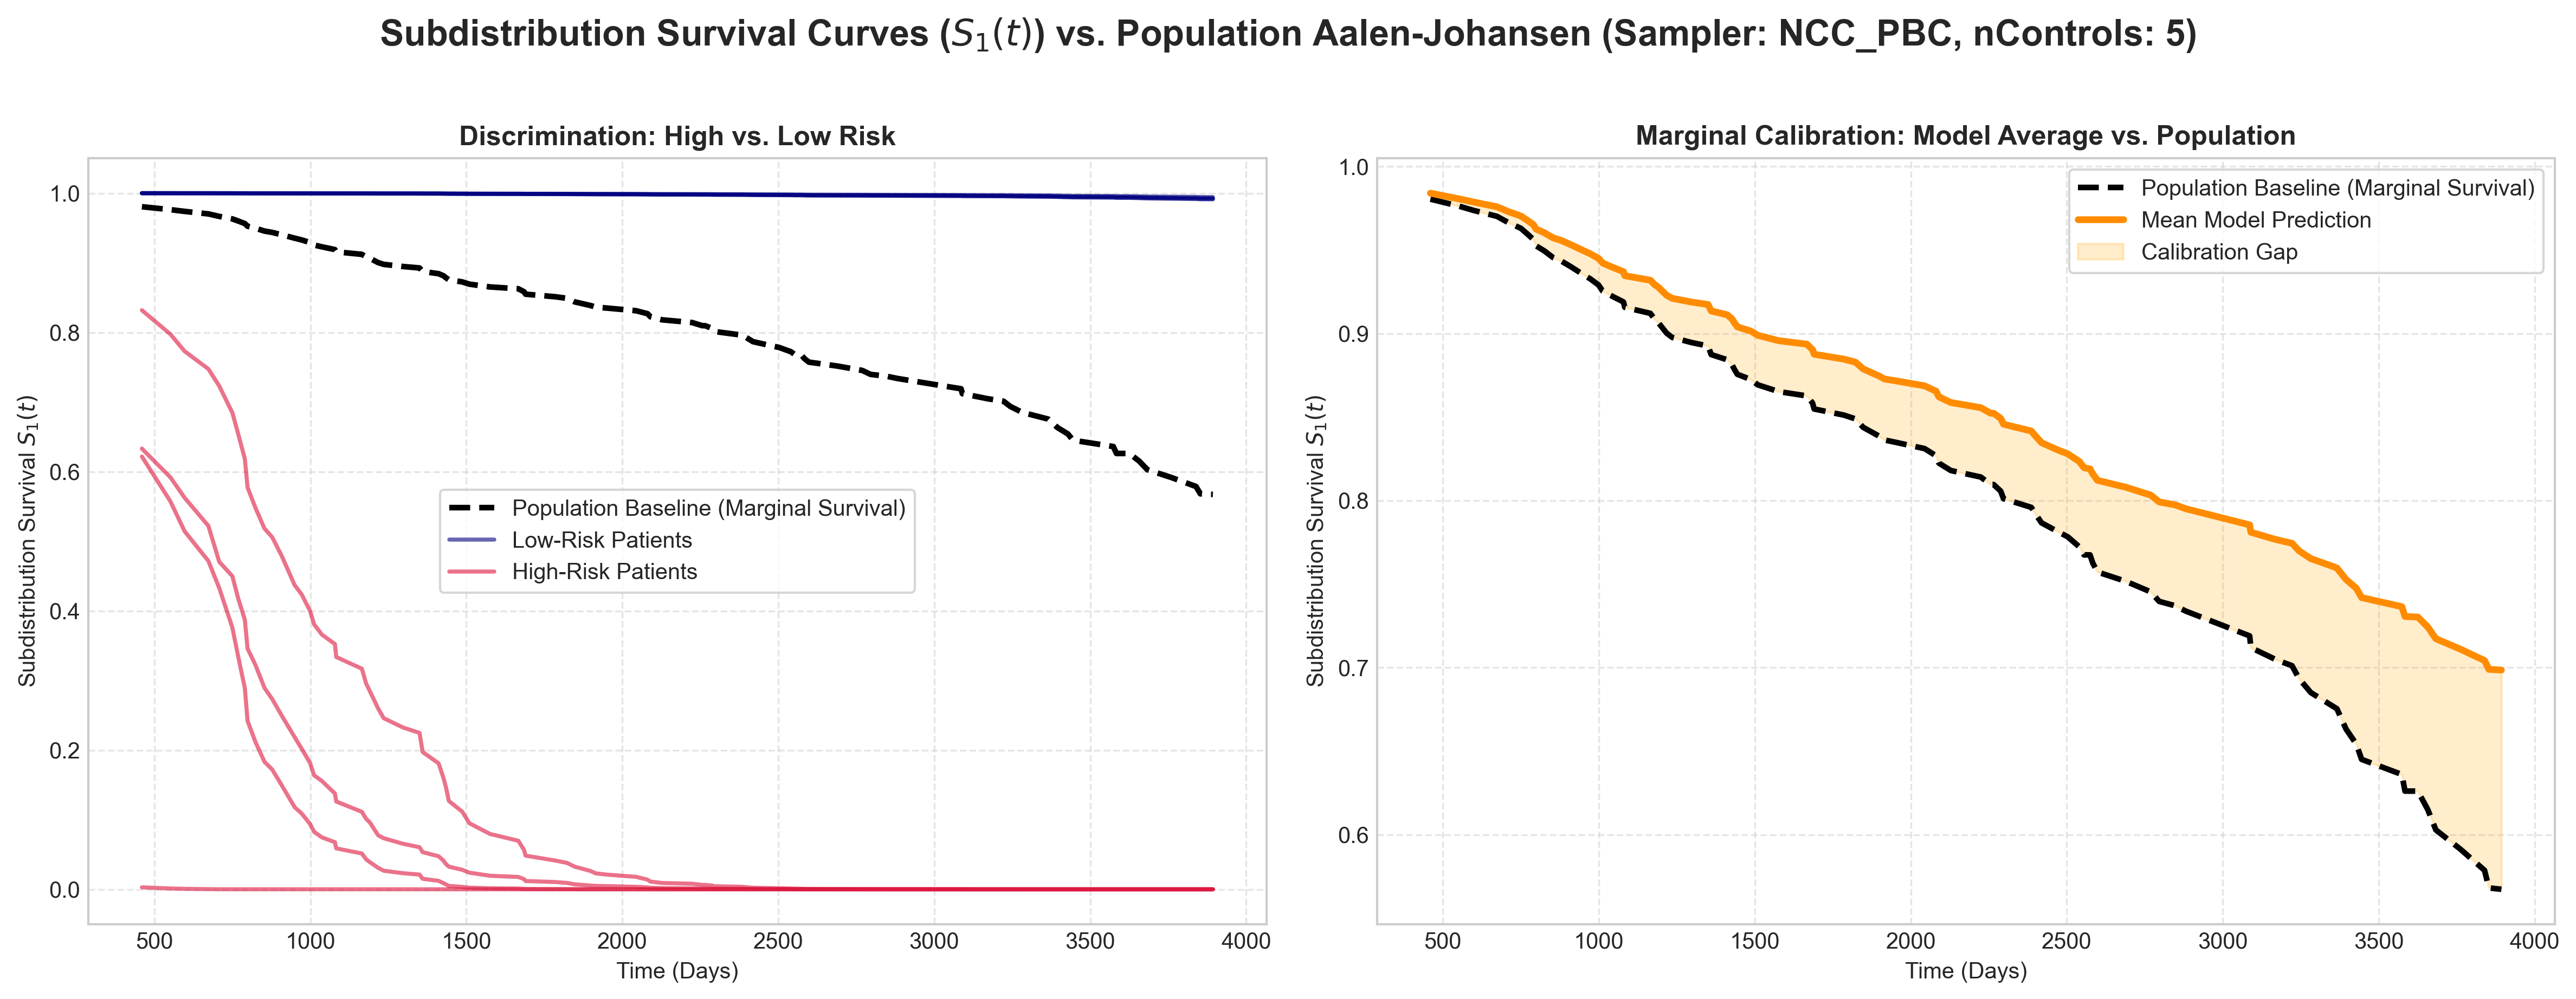 Subdistribution Survival Curves (S₁(t)) vs. Population Aalen-Johansen (Sampler: NCC_PBC, nControls: 5)
Discrimination: High vs. Low Risk
Subdistribution Survival S₁(t)
1.0
0.8
0.6
0.4
0.2
0.0
Population Baseline (Marginal Survival)
Low-Risk Patients
High-Risk Patients
500 1000 1500 2000 2500 3000 3500 4000
Time (Days)
Marginal Calibration: Model Average vs. Population
Subdistribution Survival S₁(t)
1.0
0.9
0.8
0.7
0.6
Population Baseline (Marginal Survival)
Mean Model Prediction
Calibration Gap
500 1000 1500 2000 2500 3000 3500 4000
Time (Days)